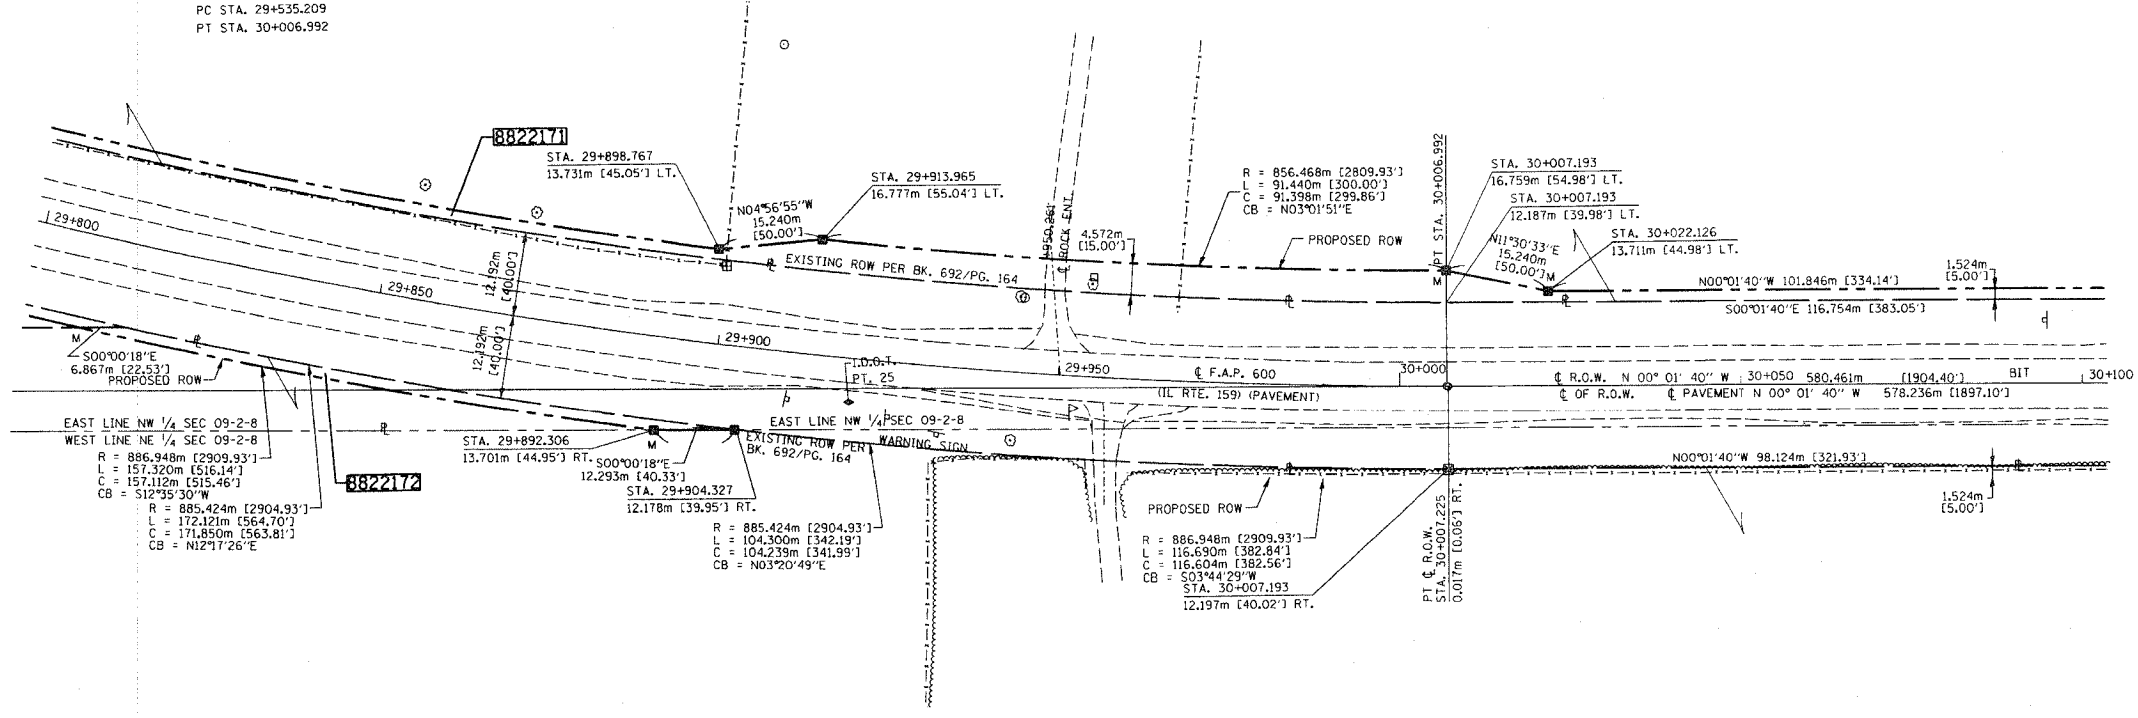 PC STA. 29+535.209
PT STA. 30+006.992
8822171
STA. 29+898.767
13.731m [45.05'] LT.
N04°56'55"W
15.240m
[50.00']
STA. 29+913.965
16.777m [55.04'] LT.
4.572m
[15.00']
R = 856.468m [2809.93']
L = 91.440m [300.00']
C = 91.398m [299.86']
CB = N03°01'51"E
PROPOSED ROW
M PT STA. 30+006.992
STA. 30+007.193
16.759m [54.98'] LT.
STA. 30+007.193
12.187m [39.98'] LT.
N11°30'33"E
15.240m
[50.00']
M
STA. 30+022.126
13.711m [44.98'] LT.
1.524m
[5.00']
N00°01'40"W 101.846m [334.14']
S00°01'40"E 116.754m [383.05']
29+800
29+850
29+900
29+950
30+000
30+050
30+100
12.192m
[40.00']
12.192m
[40.00']
EXISTING ROW PER BK. 692/PG. 164
℄ ROCK ENT.
M
S00°00'18"E
6.867m [22.53']
PROPOSED ROW
I.D.O.T.
PT. 25
℄ F.A.P. 600
(IL RTE. 159) (PAVEMENT)
℄ R.O.W. N 00° 01' 40" W
580.461m [1904.40'] BIT
℄ OF R.O.W. ℄ PAVEMENT N 00° 01' 40" W 578.236m [1897.10']
EAST LINE NW 1/4 SEC 09-2-8
WEST LINE NE 1/4 SEC 09-2-8
R = 886.948m [2909.93']
L = 157.320m [516.14']
C = 157.112m [515.46']
CB = S12°35'30"W
R = 885.424m [2904.93']
L = 172.121m [564.70']
C = 171.850m [563.81']
CB = N12°17'26"E
8822172
STA. 29+892.306
13.701m [44.95'] RT.
M
S00°00'18"E
12.293m [40.33']
STA. 29+904.327
12.178m [39.95'] RT.
EAST LINE NW 1/4 SEC 09-2-8
EXISTING ROW PER
BK. 692/PG. 164
WARNING SIGN
R = 885.424m [2904.93']
L = 104.300m [342.19']
C = 104.239m [341.99']
CB = N03°20'49"E
PROPOSED ROW
R = 886.948m [2909.93']
L = 116.690m [382.84']
C = 116.604m [382.56']
CB = S03°44'29"W
STA. 30+007.193
12.197m [40.02'] RT.
PT ℄ R.O.W.
STA. 30+007.225
0.017m [0.06'] RT.
N00°01'40"W 98.124m [321.93']
1.524m
[5.00']